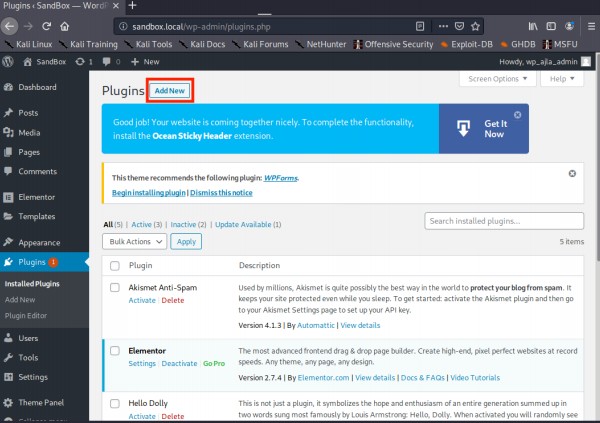 Plugins ‹ SandBox — WordP
sandbox.local/wp-admin/plugins.php
Kali Linux Kali Training Kali Tools Kali Docs Kali Forums NetHunter Offensive Security Exploit-DB GHDB MSFU
SandBox 1 0 New Howdy, wp_ajla_admin
Screen Options Help
Dashboard
Posts
Media
Pages
Comments
Elementor
Templates
Appearance
Plugins 1
Installed Plugins
Add New
Plugin Editor
Users
Tools
Settings
Theme Panel
Plugins Add New
Good job! Your website is coming together nicely. To complete the functionality,
install the Ocean Sticky Header extension.
Get It
Now
This theme recommends the following plugin: WPForms.
Begin installing plugin | Dismiss this notice
All (5) | Active (3) | Inactive (2) | Update Available (1)
Search installed plugins...
Bulk Actions Apply 5 items
Plugin Description
Akismet Anti-Spam
Activate | Delete
Used by millions, Akismet is quite possibly the best way in the world to protect your blog from spam. It
keeps your site protected even while you sleep. To get started: activate the Akismet plugin and then go
to your Akismet Settings page to set up your API key.
Version 4.1.3 | By Automattic | View details
Elementor
Settings | Deactivate | Go Pro
The most advanced frontend drag & drop page builder. Create high-end, pixel perfect websites at record
speeds. Any theme, any page, any design.
Version 2.7.4 | By Elementor.com | View details | Docs & FAQs | Video Tutorials
Hello Dolly
Activate | Delete
This is not just a plugin, it symbolizes the hope and enthusiasm of an entire generation summed up in
two words sung most famously by Louis Armstrong: Hello, Dolly. When activated you will randomly see